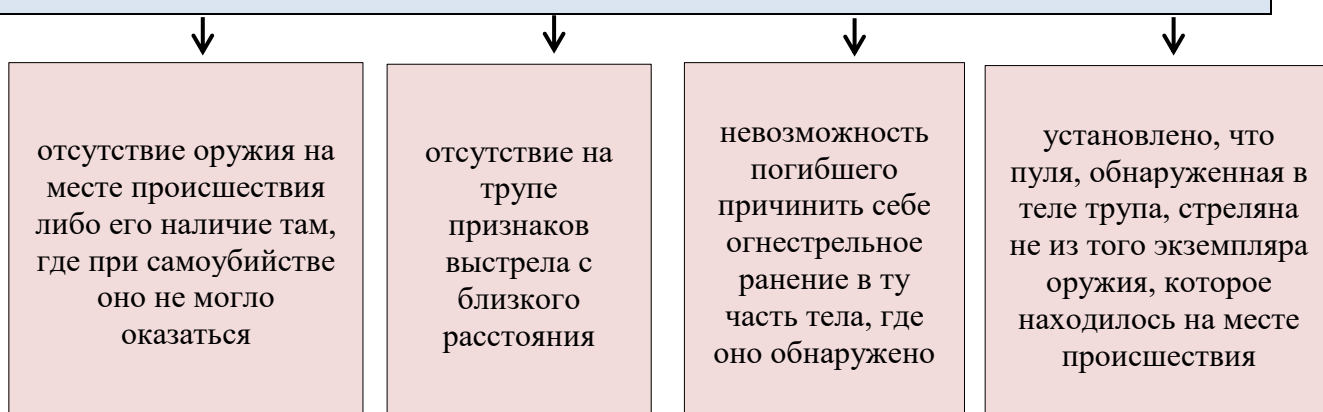 отсутствие оружия на
месте происшествия
либо его наличие там,
где при самоубийстве
оно не могло
оказаться
отсутствие на
трупе
признаков
выстрела с
близкого
расстояния
невозможность
погибшего
причинить себе
огнестрельное
ранение в ту
часть тела, где
оно обнаружено
установлено, что
пуля, обнаруженная в
теле трупа, стреляна
не из того экземпляра
оружия, которое
находилось на месте
происшествия